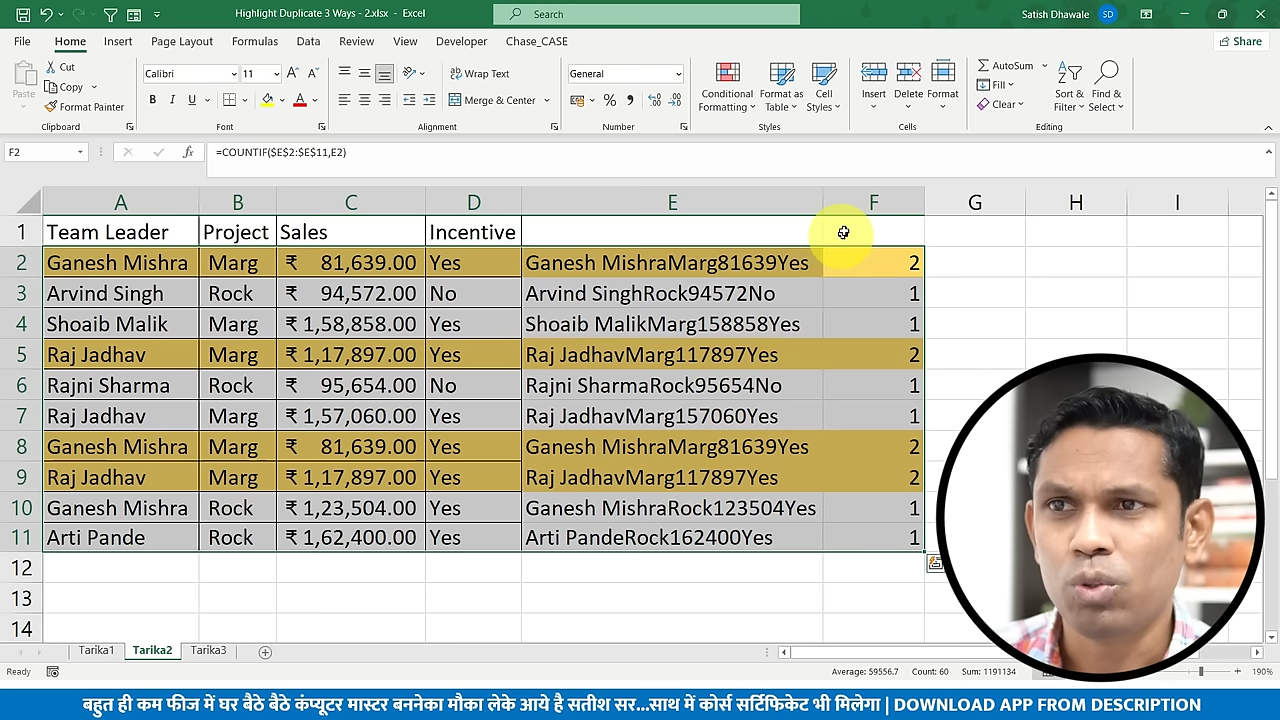 Highlight Duplicate 3 Ways - 2.xlsx - Excel
Search
Satish Dhawale SD
File Home Insert Page Layout Formulas Data Review View Developer Chase_CASE
Share
Paste
Cut
Copy
Format Painter
Clipboard
Calibri 11
B I U
Font
Wrap Text
Merge & Center
Alignment
General
Number
Conditional Formatting
Format as Table
Cell Styles
Styles
Insert Delete Format
Cells
AutoSum
Fill
Clear
Sort & Filter
Find & Select
Editing
F2 fx =COUNTIF($E$2:$E$11,E2)
A B C D E F G H I
1 Team Leader Project Sales Incentive
2 Ganesh Mishra Marg ₹ 81,639.00 Yes Ganesh MishraMarg81639Yes 2
3 Arvind Singh Rock ₹ 94,572.00 No Arvind SinghRock94572No 1
4 Shoaib Malik Marg ₹ 1,58,858.00 Yes Shoaib MalikMarg158858Yes 1
5 Raj Jadhav Marg ₹ 1,17,897.00 Yes Raj JadhavMarg117897Yes 2
6 Rajni Sharma Rock ₹ 95,654.00 No Rajni SharmaRock95654No 1
7 Raj Jadhav Marg ₹ 1,57,060.00 Yes Raj JadhavMarg157060Yes 1
8 Ganesh Mishra Marg ₹ 81,639.00 Yes Ganesh MishraMarg81639Yes 2
9 Raj Jadhav Marg ₹ 1,17,897.00 Yes Raj JadhavMarg117897Yes 2
10 Ganesh Mishra Rock ₹ 1,23,504.00 Yes Ganesh MishraRock123504Yes 1
11 Arti Pande Rock ₹ 1,62,400.00 Yes Arti PandeRock162400Yes 1
12
13
14
Tarika1 Tarika2 Tarika3
Ready
Average: 59556.7 Count: 60 Sum: 1191134
190%
बहुत ही कम फीज में घर बैठे बैठे कंप्यूटर मास्टर बननेका मौका लेके आये है सतीश सर...साथ में कोर्स सर्टिफिकेट भी मिलेगा | DOWNLOAD APP FROM DESCRIPTION